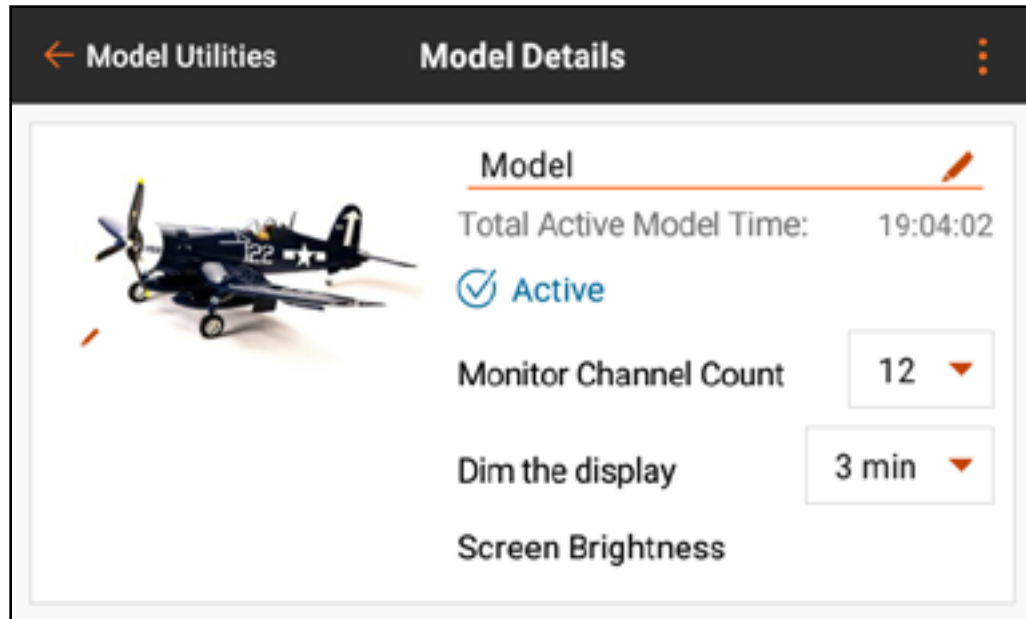 Model Utilities
Model Details
Model
Total Active Model Time: 19:04:02
Active
Monitor Channel Count 12
Dim the display 3 min
Screen Brightness
122